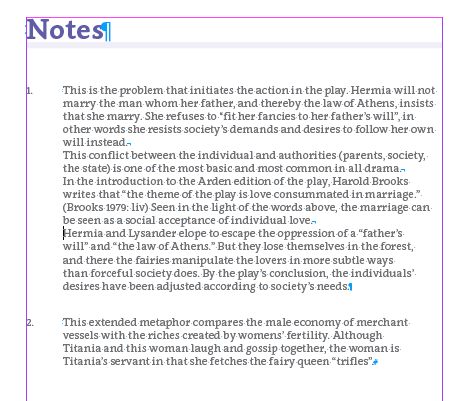 Notes¶
1. This is the problem that initiates the action in the play. Hermia will not
marry the man whom her father, and thereby the law of Athens, insists
that she marry. She refuses to “fit her fancies to her father’s will”, in
other words she resists society’s demands and desires to follow her own
will instead.¬
This conflict between the individual and authorities (parents, society,
the state) is one of the most basic and most common in all drama.¬
In the introduction to the Arden edition of the play, Harold Brooks
writes that “the theme of the play is love consummated in marriage.”
(Brooks 1979: liv) Seen in the light of the words above, the marriage can
be seen as a social acceptance of individual love.¬
Hermia and Lysander elope to escape the oppression of a “father’s
will” and “the law of Athens.” But they lose themselves in the forest,
and there the fairies manipulate the lovers in more subtle ways
than forceful society does. By the play’s conclusion, the individuals’
desires have been adjusted according to society’s needs.¶
2. This extended metaphor compares the male economy of merchant
vessels with the riches created by womens’ fertility. Although
Titania and this woman laugh and gossip together, the woman is
Titania’s servant in that she fetches the fairy queen “trifles”.#